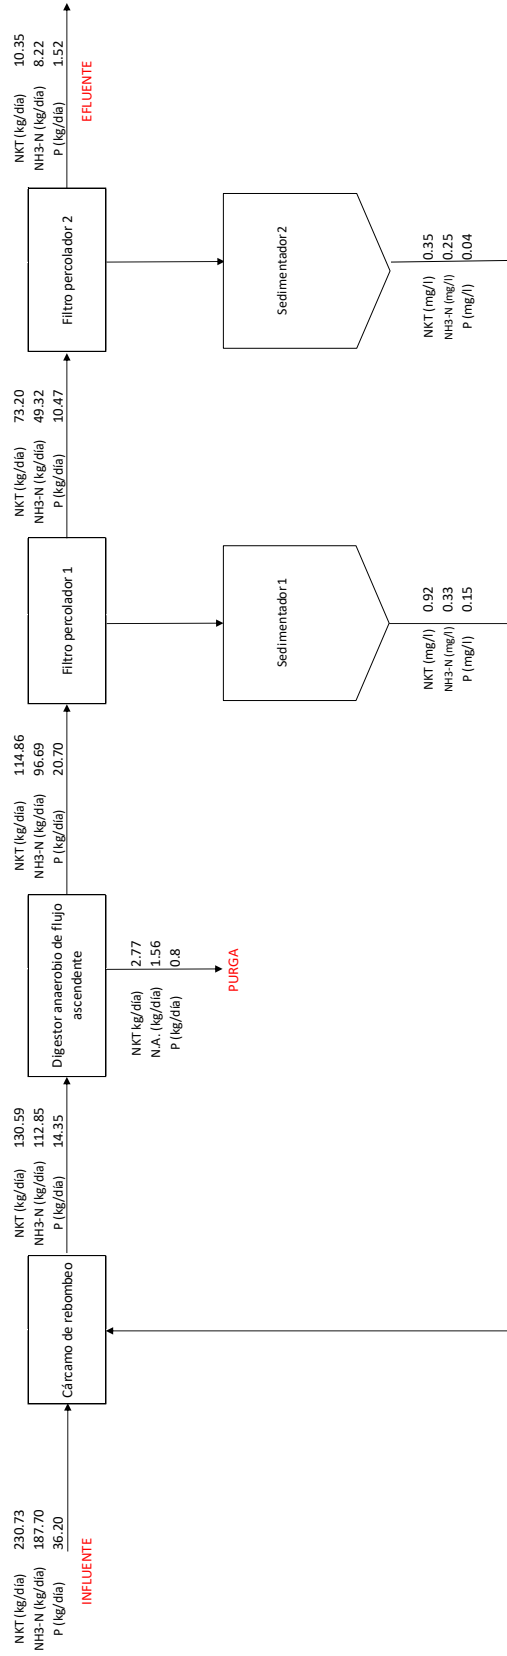 NKT (kg/día) 230.73
NH3-N (kg/día) 187.70
P (kg/día) 36.20
INFLUENTE
Cárcamo de rebombeo
NKT (kg/día) 130.59
NH3-N (kg/día) 112.85
P (kg/día) 14.35
Digestor anaerobio de flujo
ascendente
NKT kg/día) 2.77
N.A. (kg/día) 1.56
P (kg/día) 0.8
PURGA
NKT (kg/día) 114.86
NH3-N (kg/día) 96.69
P (kg/día) 20.70
Filtro percolador 1
Sedimentador 1
NKT (mg/l) 0.92
NH3-N (mg/l) 0.33
P (mg/l) 0.15
NKT (kg/día) 73.20
NH3-N (kg/día) 49.32
P (kg/día) 10.47
Filtro percolador 2
Sedimentador 2
NKT (mg/l) 0.35
NH3-N (mg/l) 0.25
P (mg/l) 0.04
NKT (kg/día) 10.35
NH3-N (kg/día) 8.22
P (kg/día) 1.52
EFLUENTE